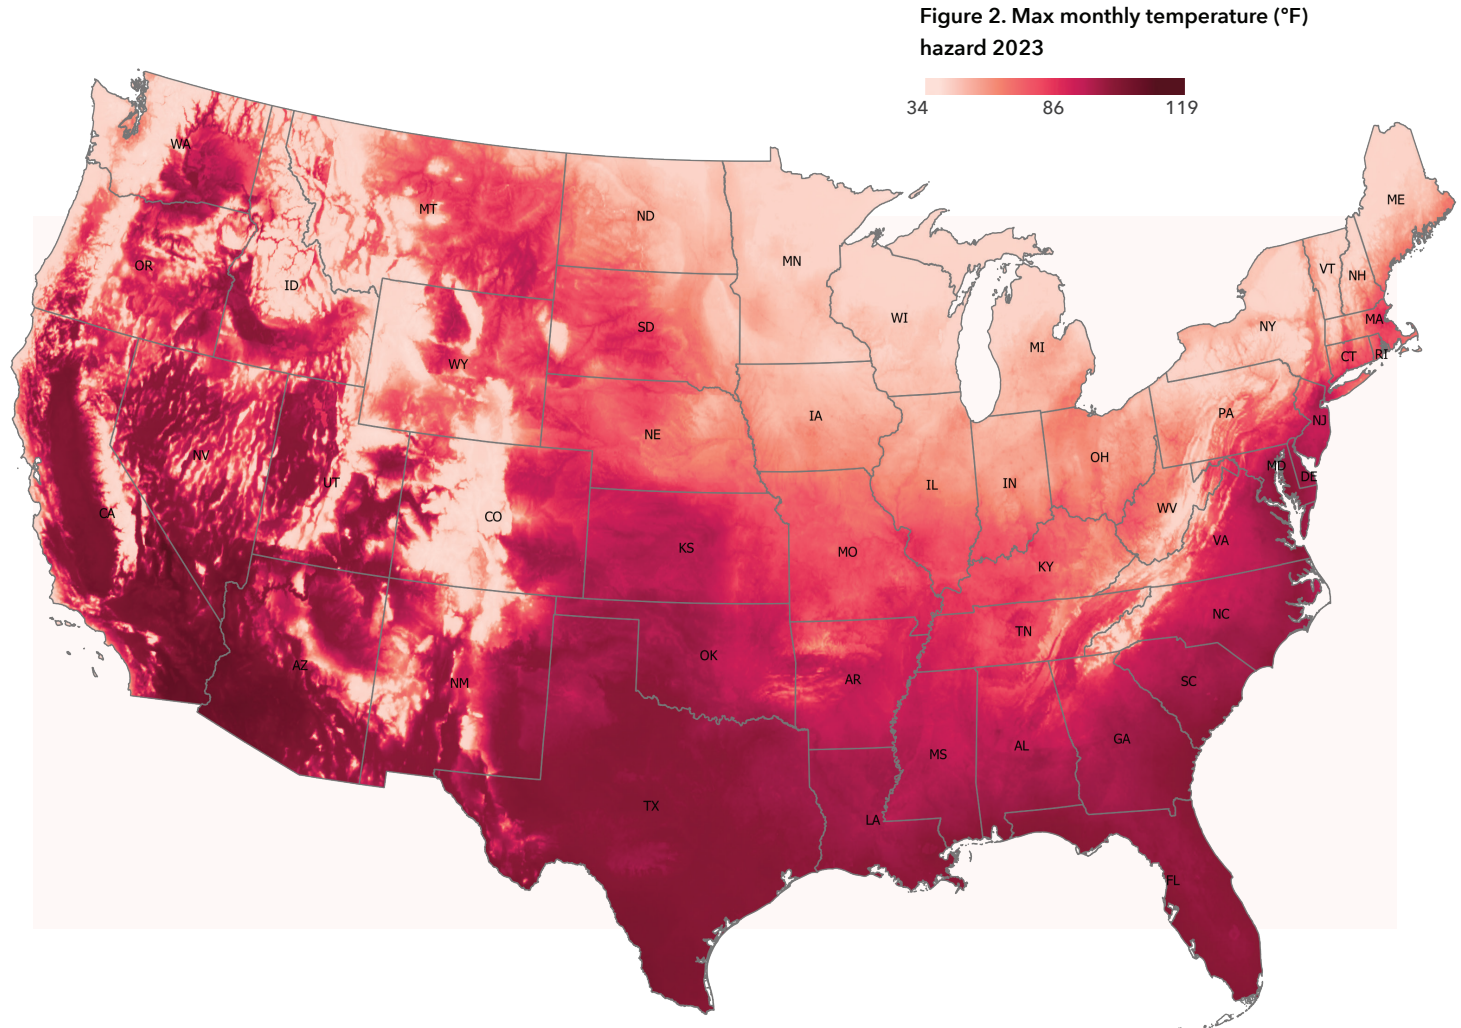 Figure 2. Max monthly temperature (°F)
hazard 2023
34 86 119
WA
ME
MT
ND
OR
MN
VT
NH
ID
WI
MA
SD
NY
MI
CT
RI
WY
IA
PA
NJ
NE
NV
OH
MD
UT
IL
IN
DE
CA
CO
WV
KS
MO
VA
KY
NC
TN
OK
AZ
AR
NM
SC
GA
AL
MS
TX
LA
FL